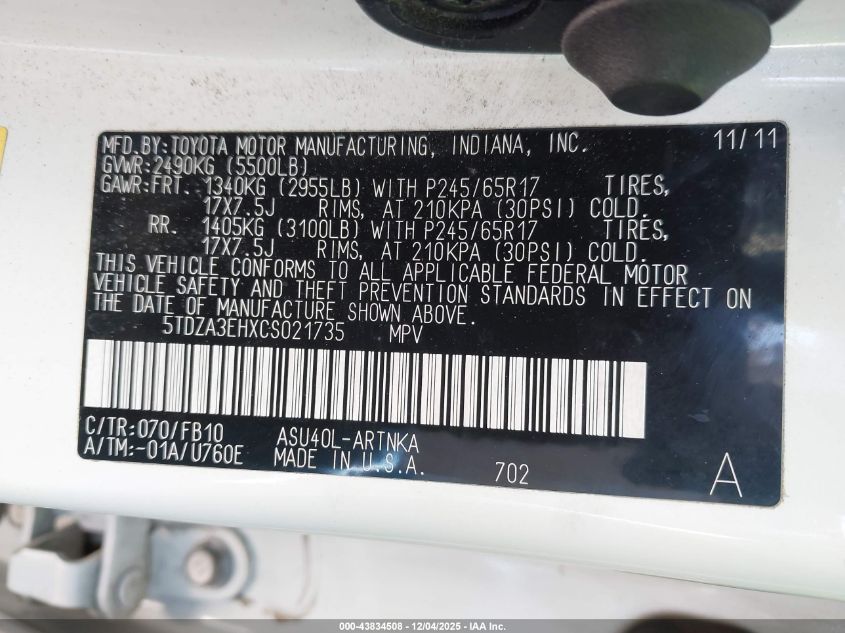 MFD.BY:TOYOTA MOTOR MANUFACTURING, INDIANA, INC. 11/11
GVWR:2490KG (5500LB)
GAWR:FRT. 1340KG (2955LB) WITH P245/65R17 TIRES,
17X7.5J RIMS, AT 210KPA (30PSI) COLD.
RR. 1405KG (3100LB) WITH P245/65R17 TIRES,
17X7.5J RIMS, AT 210KPA (30PSI) COLD.
THIS VEHICLE CONFORMS TO ALL APPLICABLE FEDERAL MOTOR
VEHICLE SAFETY AND THEFT PREVENTION STANDARDS IN EFFECT ON
THE DATE OF MANUFACTURE SHOWN ABOVE.
5TDZA3EHXCS021735 MPV
C/TR:070/FB10 ASU40L-ARTNKA
A/TM:-01A/U760E MADE IN U.S.A. 702 A
000-43834508 - 12/04/2025 - IAA Inc.